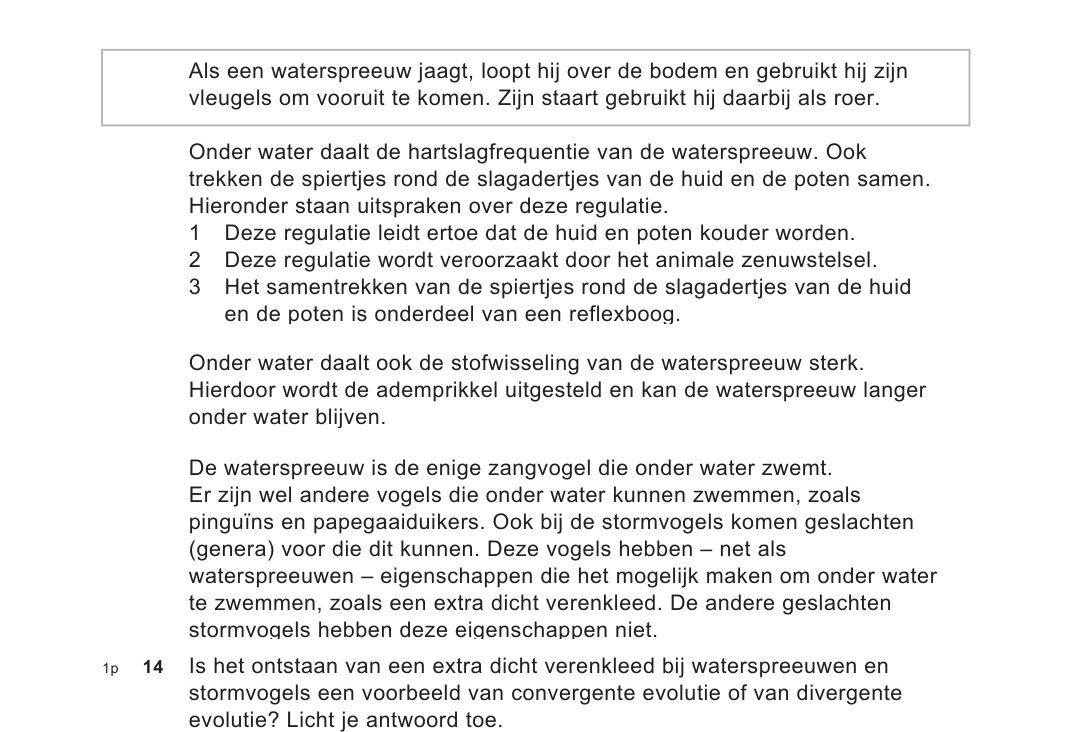 Als een waterspreeuw jaagt, loopt hij over de bodem en gebruikt hij zijn
vleugels om vooruit te komen. Zijn staart gebruikt hij daarbij als roer.
Onder water daalt de hartslagfrequentie van de waterspreeuw. Ook
trekken de spiertjes rond de slagadertjes van de huid en de poten samen.
Hieronder staan uitspraken over deze regulatie.
1 Deze regulatie leidt ertoe dat de huid en poten kouder worden.
2 Deze regulatie wordt veroorzaakt door het animale zenuwstelsel.
3 Het samentrekken van de spiertjes rond de slagadertjes van de huid
en de poten is onderdeel van een reflexboog.
Onder water daalt ook de stofwisseling van de waterspreeuw sterk.
Hierdoor wordt de ademprikkel uitgesteld en kan de waterspreeuw langer
onder water blijven.
De waterspreeuw is de enige zangvogel die onder water zwemt.
Er zijn wel andere vogels die onder water kunnen zwemmen, zoals
pinguïns en papegaaiduikers. Ook bij de stormvogels komen geslachten
(genera) voor die dit kunnen. Deze vogels hebben – net als
waterspreeuwen – eigenschappen die het mogelijk maken om onder water
te zwemmen, zoals een extra dicht verenkleed. De andere geslachten
stormvogels hebben deze eigenschappen niet.
1p 14 Is het ontstaan van een extra dicht verenkleed bij waterspreeuwen en
stormvogels een voorbeeld van convergente evolutie of van divergente
evolutie? Licht je antwoord toe.